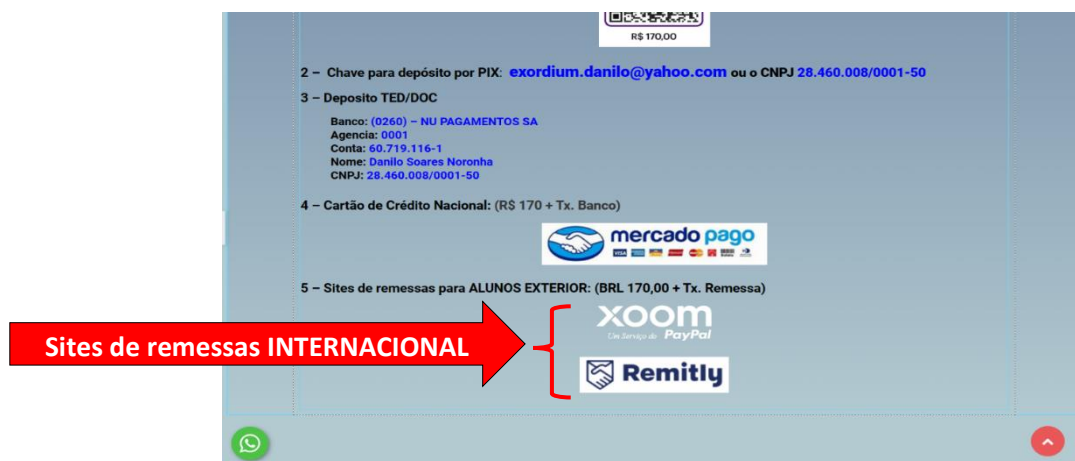 R$ 170,00
2 – Chave para depósito por PIX: exordium.danilo@yahoo.com ou o CNPJ 28.460.008/0001-50
3 – Deposito TED/DOC
Banco: (0260) – NU PAGAMENTOS SA
Agencia: 0001
Conta: 60.719.116-1
Nome: Danilo Soares Noronha
CNPJ: 28.460.008/0001-50
4 – Cartão de Crédito Nacional: (R$ 170 + Tx. Banco)
mercado pago
VISA
5 – Sites de remessas para ALUNOS EXTERIOR: (BRL 170,00 + Tx. Remessa)
xoom
Um Serviço do PayPal
Sites de remessas INTERNACIONAL
Remitly